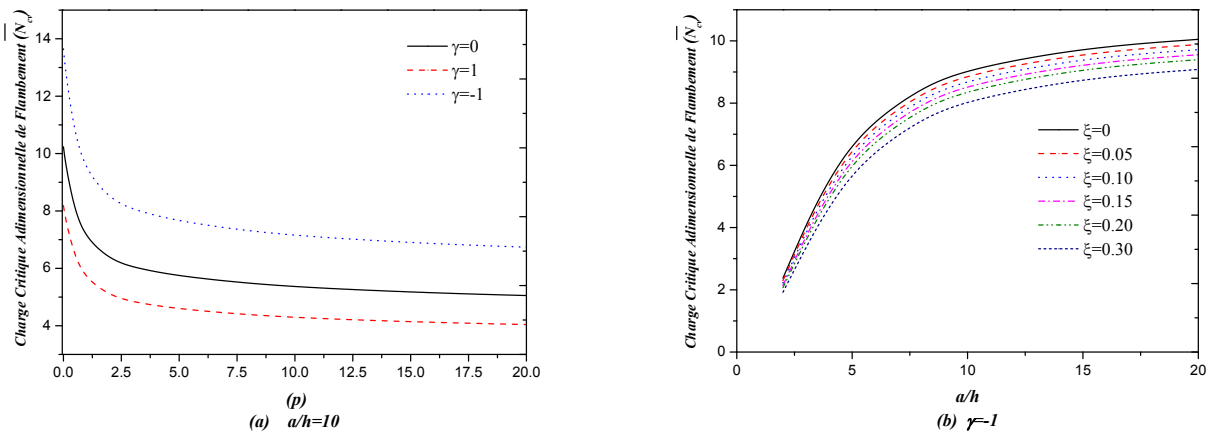 Charge Critique Adimensionnelle de Flambement (N̅cr)
14
12
10
8
6
4
γ=0
γ=1
γ=-1
0.0 2.5 5.0 7.5 10.0 12.5 15.0 17.5 20.0
(p)
(a) a/h=10
Charge Critique Adimensionnelle de Flambement (N̅cr)
10
8
6
4
2
0
ξ=0
ξ=0.05
ξ=0.10
ξ=0.15
ξ=0.20
ξ=0.30
0 5 10 15 20
a/h
(b) γ=-1